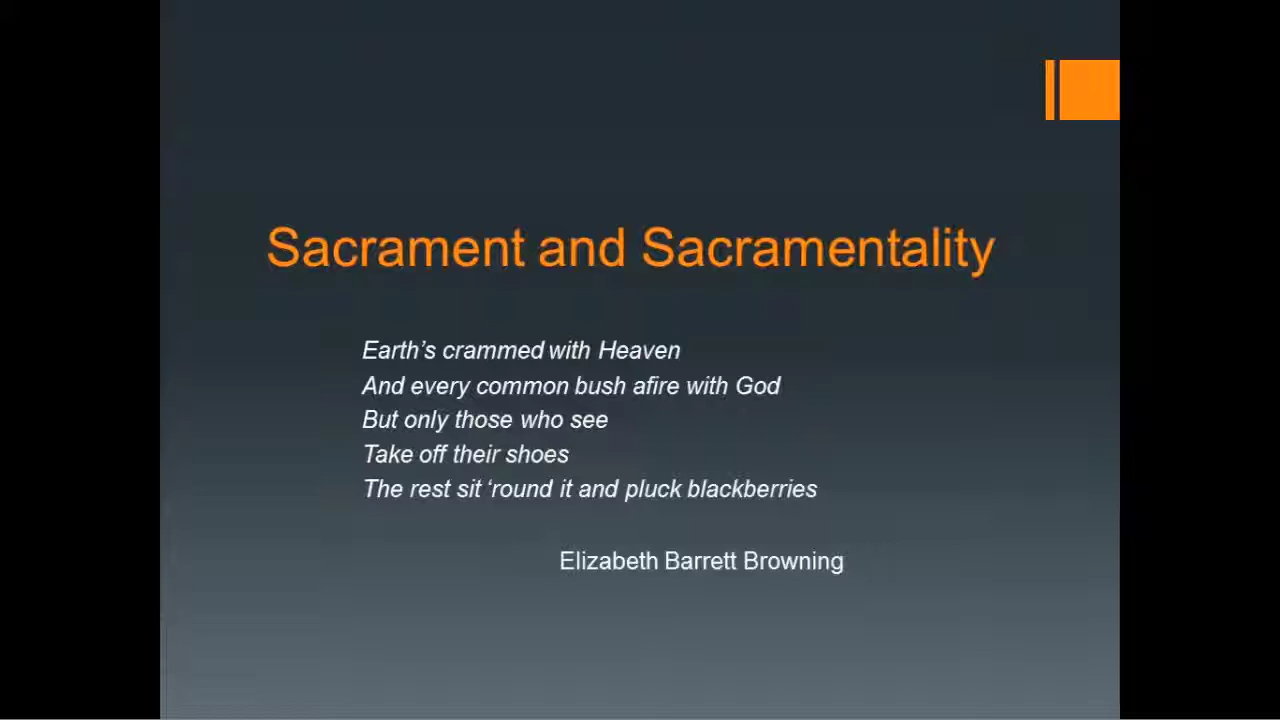 Sacrament and Sacramentality
Earth’s crammed with Heaven
And every common bush afire with God
But only those who see
Take off their shoes
The rest sit ‘round it and pluck blackberries
Elizabeth Barrett Browning